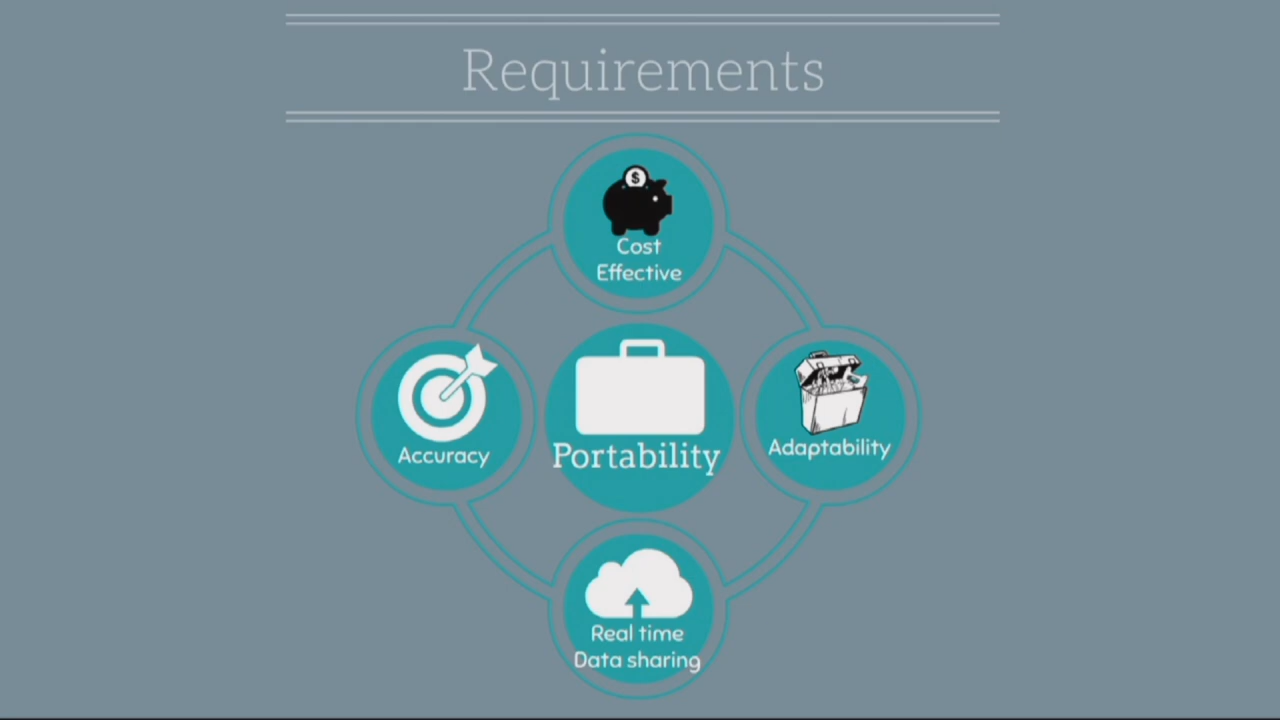 Requirements
$
Cost
Effective
Accuracy
Portability
Adaptability
Real time
Data sharing